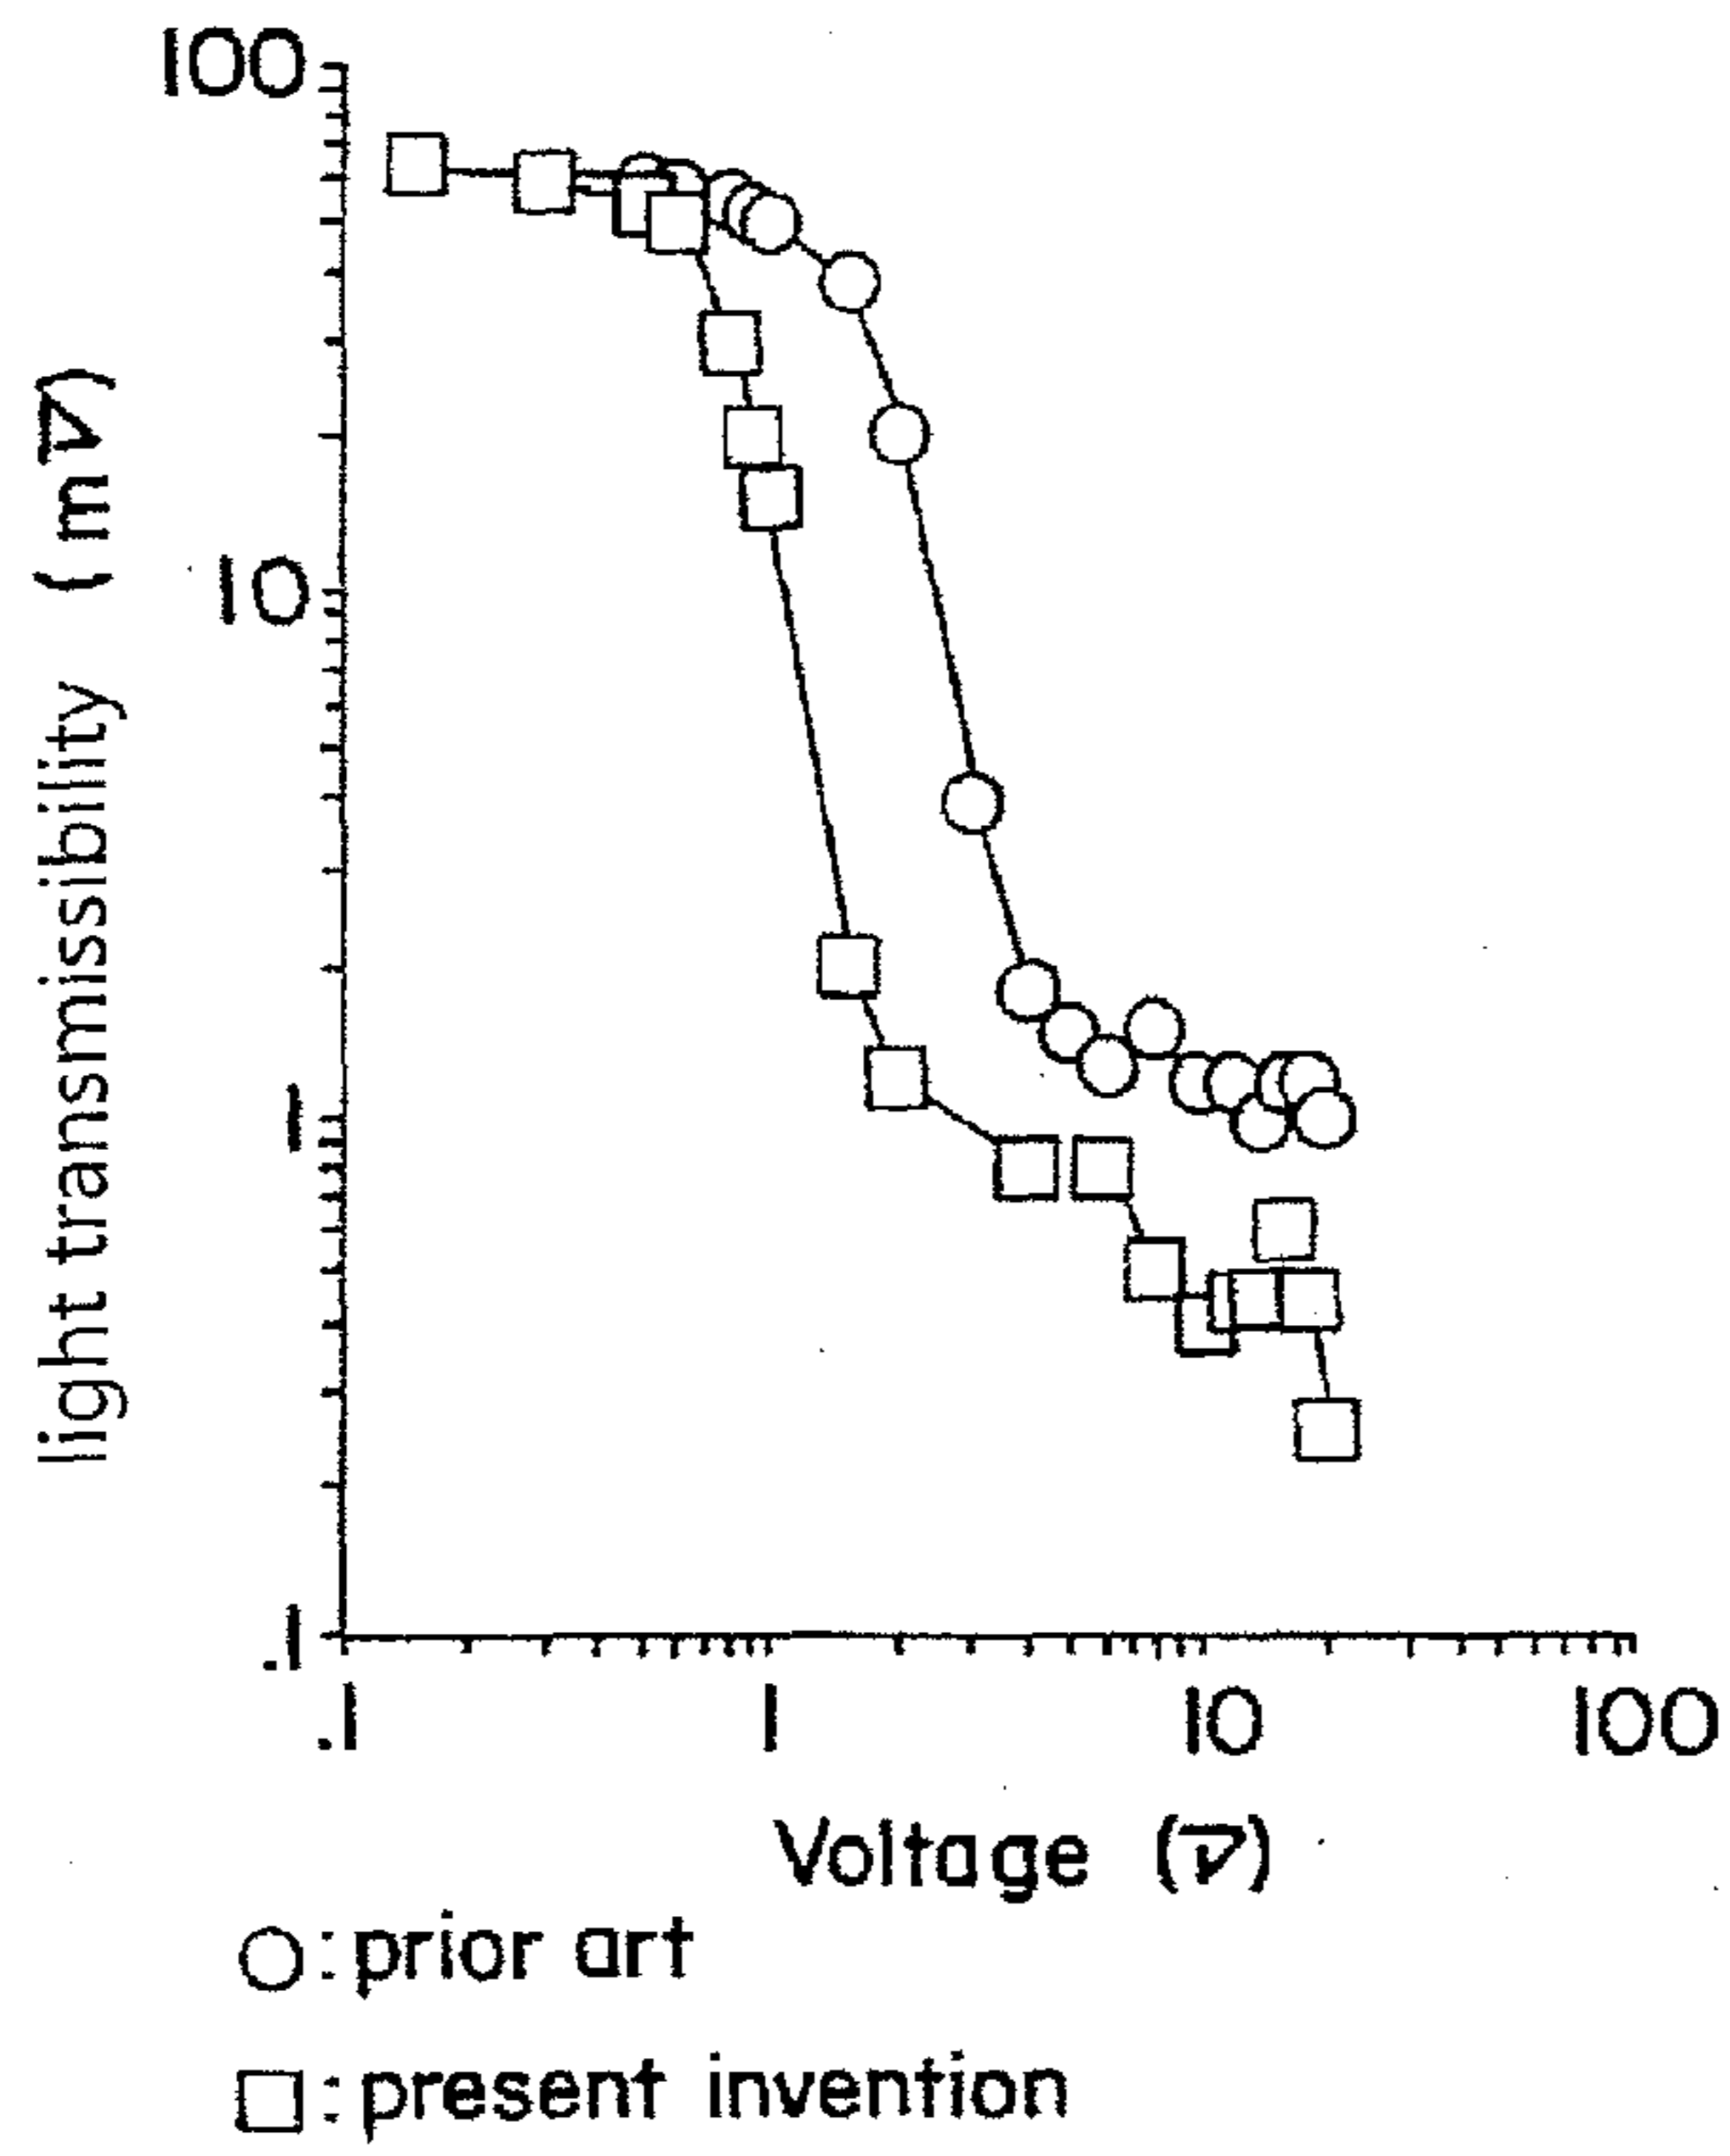 100
10
1
.1
light transmissibility (mV)
.1 1 10 100
Voltage (V)
○: prior art
□: present invention